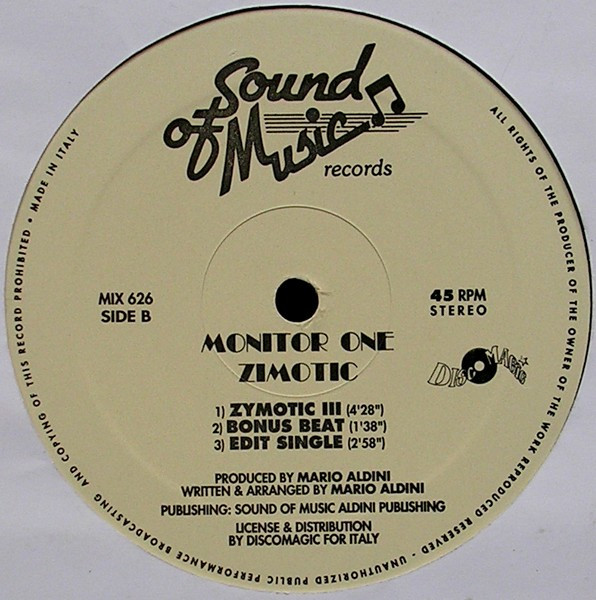 Sound
of Music
records
MIX 626
SIDE B
45 RPM
STEREO
MONITOR ONE
ZIMOTIC
DISCOMAGIC
1) ZYMOTIC III (4'28")
2) BONUS BEAT (1'38")
3) EDIT SINGLE (2'58")
PRODUCED BY MARIO ALDINI
WRITTEN & ARRANGED BY MARIO ALDINI
PUBLISHING: SOUND OF MUSIC ALDINI PUBLISHING
LICENSE & DISTRIBUTION
BY DISCOMAGIC FOR ITALY
ALL RIGHTS OF THE PRODUCER OF THE OWNER OF THE WORK REPRODUCED RESERVED - UNAUTHORIZED PUBLIC PERFORMANCE BROADCASTING AND COPYING OF THIS RECORD PROHIBITED • MADE IN ITALY